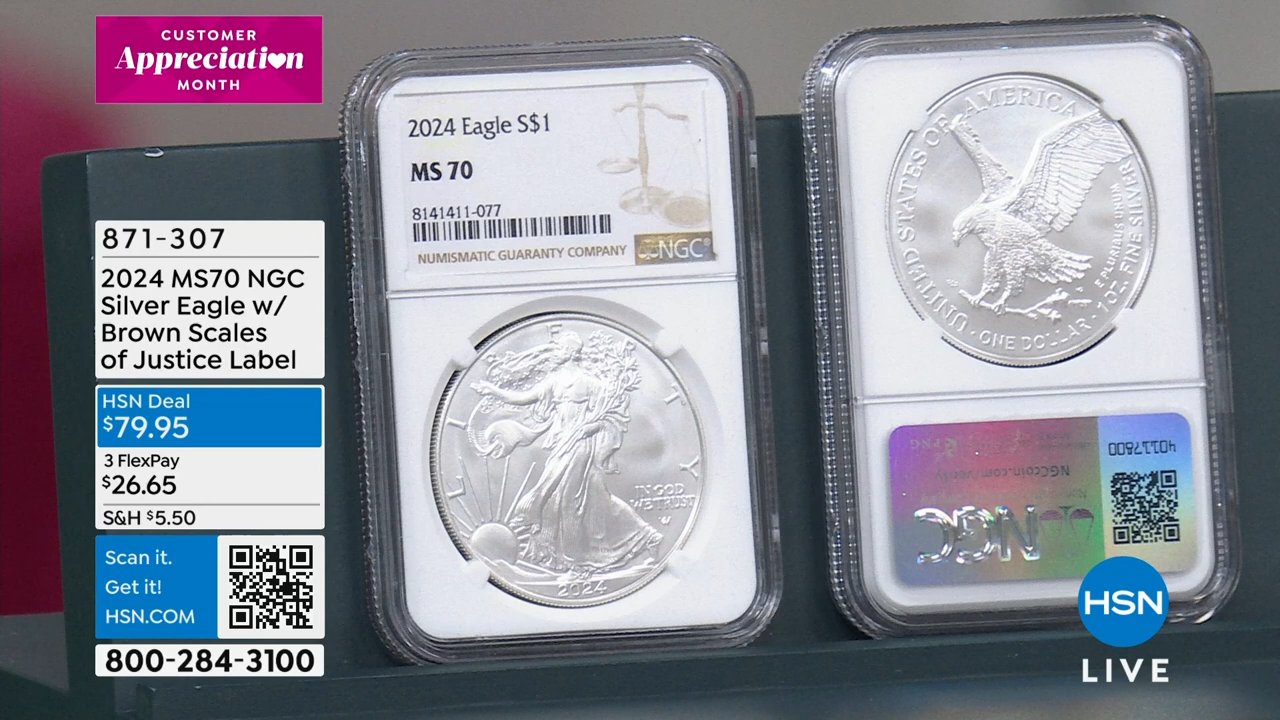 CUSTOMER
Appreciation
MONTH
871-307
2024 MS70 NGC
Silver Eagle w/
Brown Scales
of Justice Label
HSN Deal
$79.95
3 FlexPay
$26.65
S&H $5.50
Scan it.
Get it!
HSN.COM
800-284-3100
2024 Eagle S$1
MS 70
8141411-077
NUMISMATIC GUARANTY COMPANY
NGC
LIBERTY
IN GOD
WE TRUST
2024
UNITED STATES OF AMERICA
E PLURIBUS UNUM
1 OZ. FINE SILVER · ONE DOLLAR
40117800
NGCcoin.com/verify
NGC
HSN
LIVE